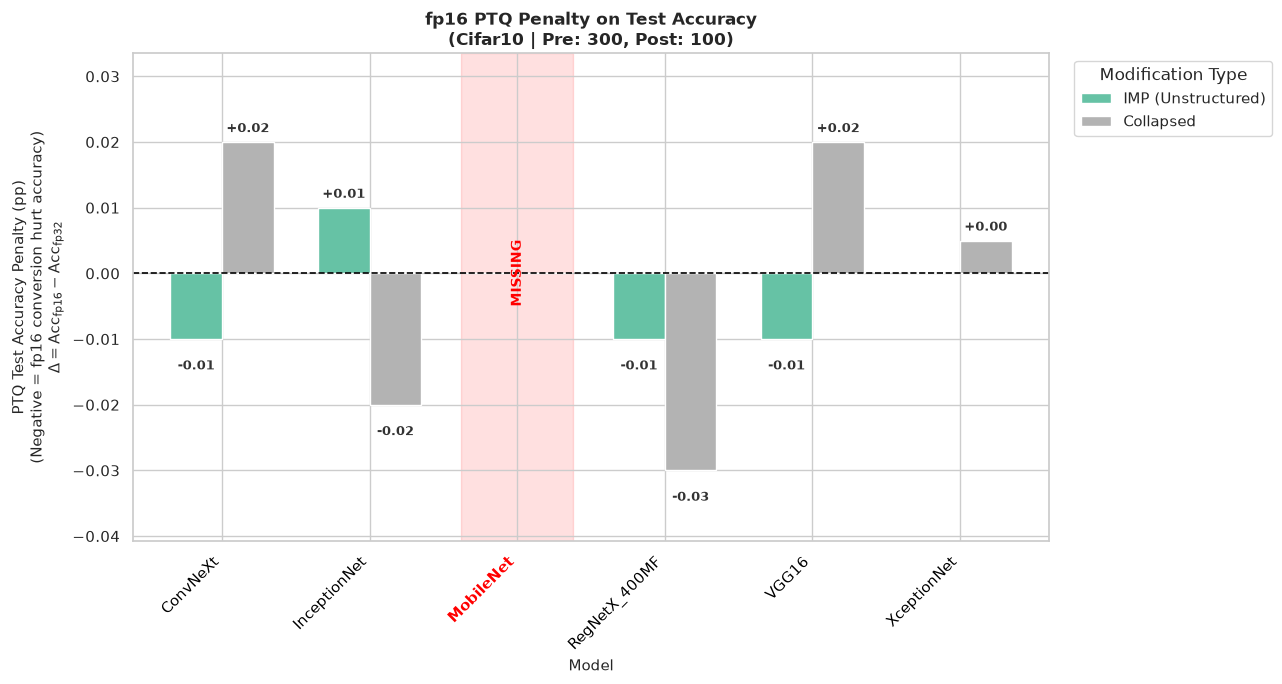 fp16 PTQ Penalty on Test Accuracy
(Cifar10 | Pre: 300, Post: 100)
PTQ Test Accuracy Penalty (pp)
(Negative = fp16 conversion hurt accuracy)
Δ = Acc_fp16 − Acc_fp32
0.03
0.02
0.01
0.00
−0.01
−0.02
−0.03
−0.04
-0.01
+0.02
+0.01
-0.02
MISSING
-0.01
-0.03
-0.01
+0.02
+0.00
ConvNeXt
InceptionNet
MobileNet
RegNetX_400MF
VGG16
XceptionNet
Model
Modification Type
IMP (Unstructured)
Collapsed